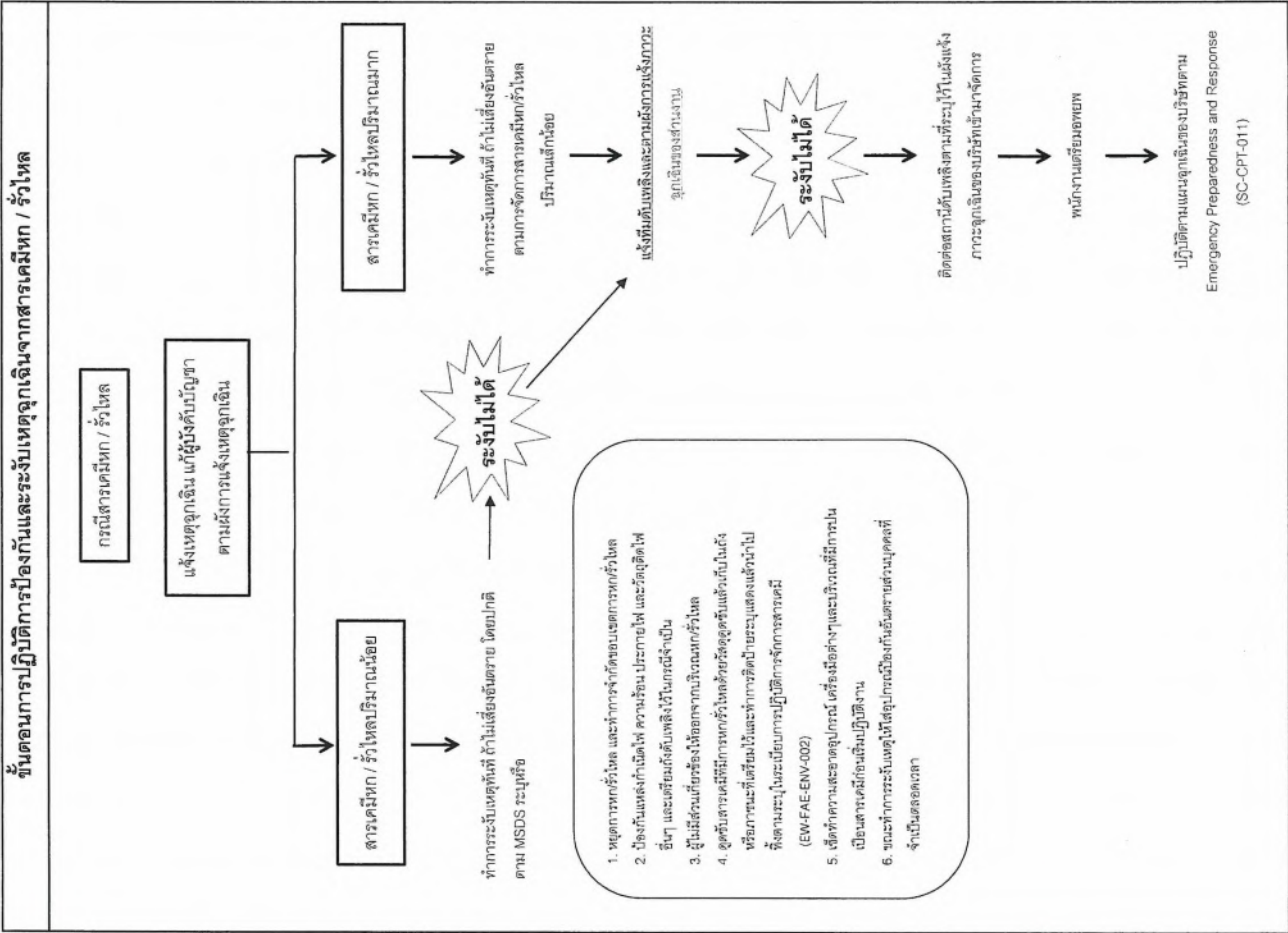 ขั้นตอนการปฏิบัติการป้องกันและระงับเหตุฉุกเฉินจากสารเคมีหก / รั่วไหล
กรณีสารเคมีหก / รั่วไหล
แจ้งเหตุฉุกเฉิน แก่ผู้บังคับบัญชา
ตามผังการแจ้งเหตุฉุกเฉิน
สารเคมีหก / รั่วไหลปริมาณน้อย
ทำการระงับเหตุทันที ถ้าไม่เสี่ยงอันตราย โดยปกติ
ตาม MSDS ระบุหรือ
ระงับไม่ได้
1. หยุดการหก/รั่วไหล และทำการจำกัดขอบเขตการหก/รั่วไหล
2. ป้องกันแหล่งกำเนิดไฟ ความร้อน ประกายไฟ และวัตถุติดไฟ
อื่นๆ และเตรียมถังดับเพลิงไว้ในกรณีจำเป็น
3. ผู้ไม่มีส่วนเกี่ยวข้องให้ออกจากบริเวณหก/รั่วไหล
4. ดูดซับสารเคมีที่มีการหก/รั่วไหลด้วยวัสดุดูดซับแล้วเก็บในถัง
หรือภาชนะที่เตรียมไว้และทำการติดป้ายระบุแสดงแล้วนำไป
ทิ้งตามระบุในระเบียบการปฏิบัติการจัดการสารเคมี
(EW-FAE-ENV-002)
5. เช็ดทำความสะอาดอุปกรณ์ เครื่องมือต่างๆและบริเวณที่มีการปน
เปื้อนสารเคมีก่อนเริ่มปฏิบัติงาน
6. ขณะทำการระงับเหตุให้ใส่อุปกรณ์ป้องกันอันตรายส่วนบุคคลที่
จำเป็นตลอดเวลา
สารเคมีหก / รั่วไหลปริมาณมาก
ทำการระงับเหตุทันที ถ้าไม่เสี่ยงอันตราย
ตามการจัดการสารเคมีหก/รั่วไหล
ปริมาณเล็กน้อย
แจ้งทีมดับเพลิงและตามผังการแจ้งภาวะ
ฉุกเฉินของส่วนงาน
ระงับไม่ได้
ติดต่อสถานีดับเพลิงตามที่ระบุไว้ในผังแจ้ง
ภาวะฉุกเฉินของบริษัทเข้ามาจัดการ
พนักงานเตรียมอพยพ
ปฏิบัติตามแผนฉุกเฉินของบริษัทตาม
Emergency Preparedness and Response
(SC-CPT-011)